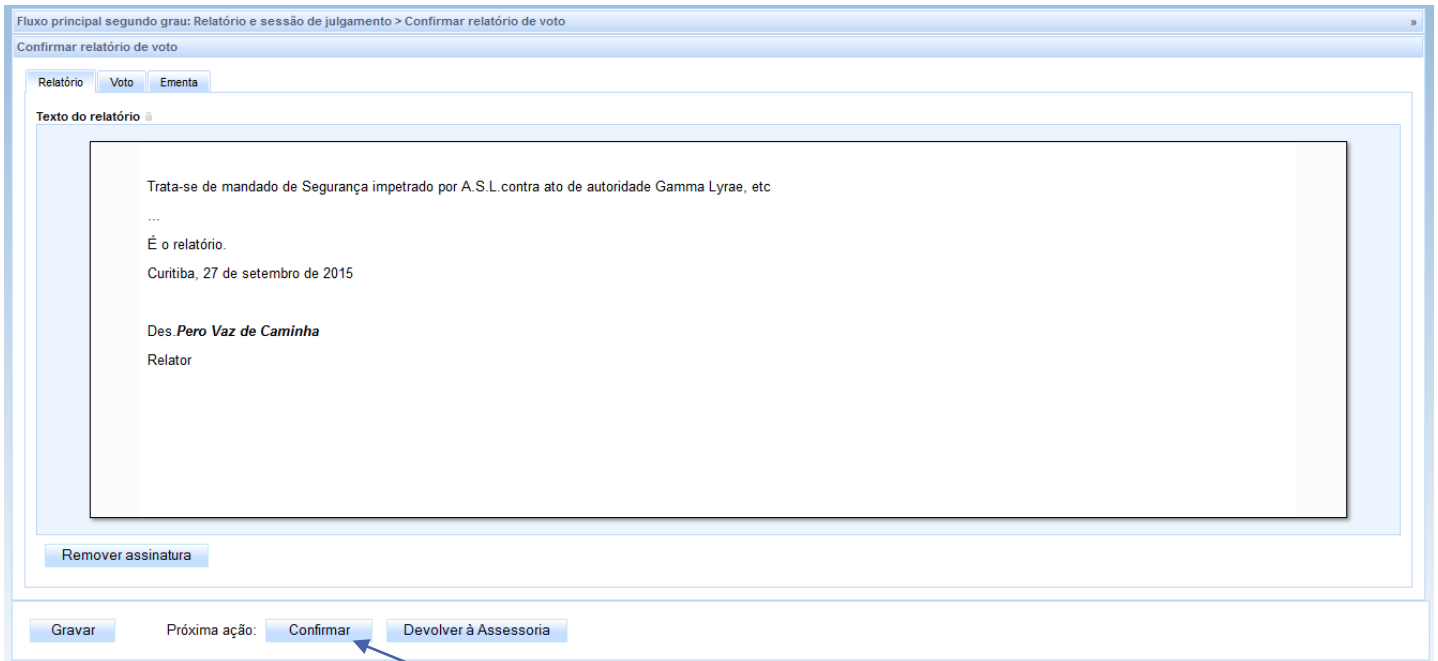 Fluxo principal segundo grau: Relatório e sessão de julgamento > Confirmar relatório de voto »
Confirmar relatório de voto
Relatório Voto Ementa
Texto do relatório
Trata-se de mandado de Segurança impetrado por A.S.L.contra ato de autoridade Gamma Lyrae, etc
...
É o relatório.
Curitiba, 27 de setembro de 2015
Des.Pero Vaz de Caminha
Relator
Remover assinatura
Gravar Próxima ação: Confirmar Devolver à Assessoria